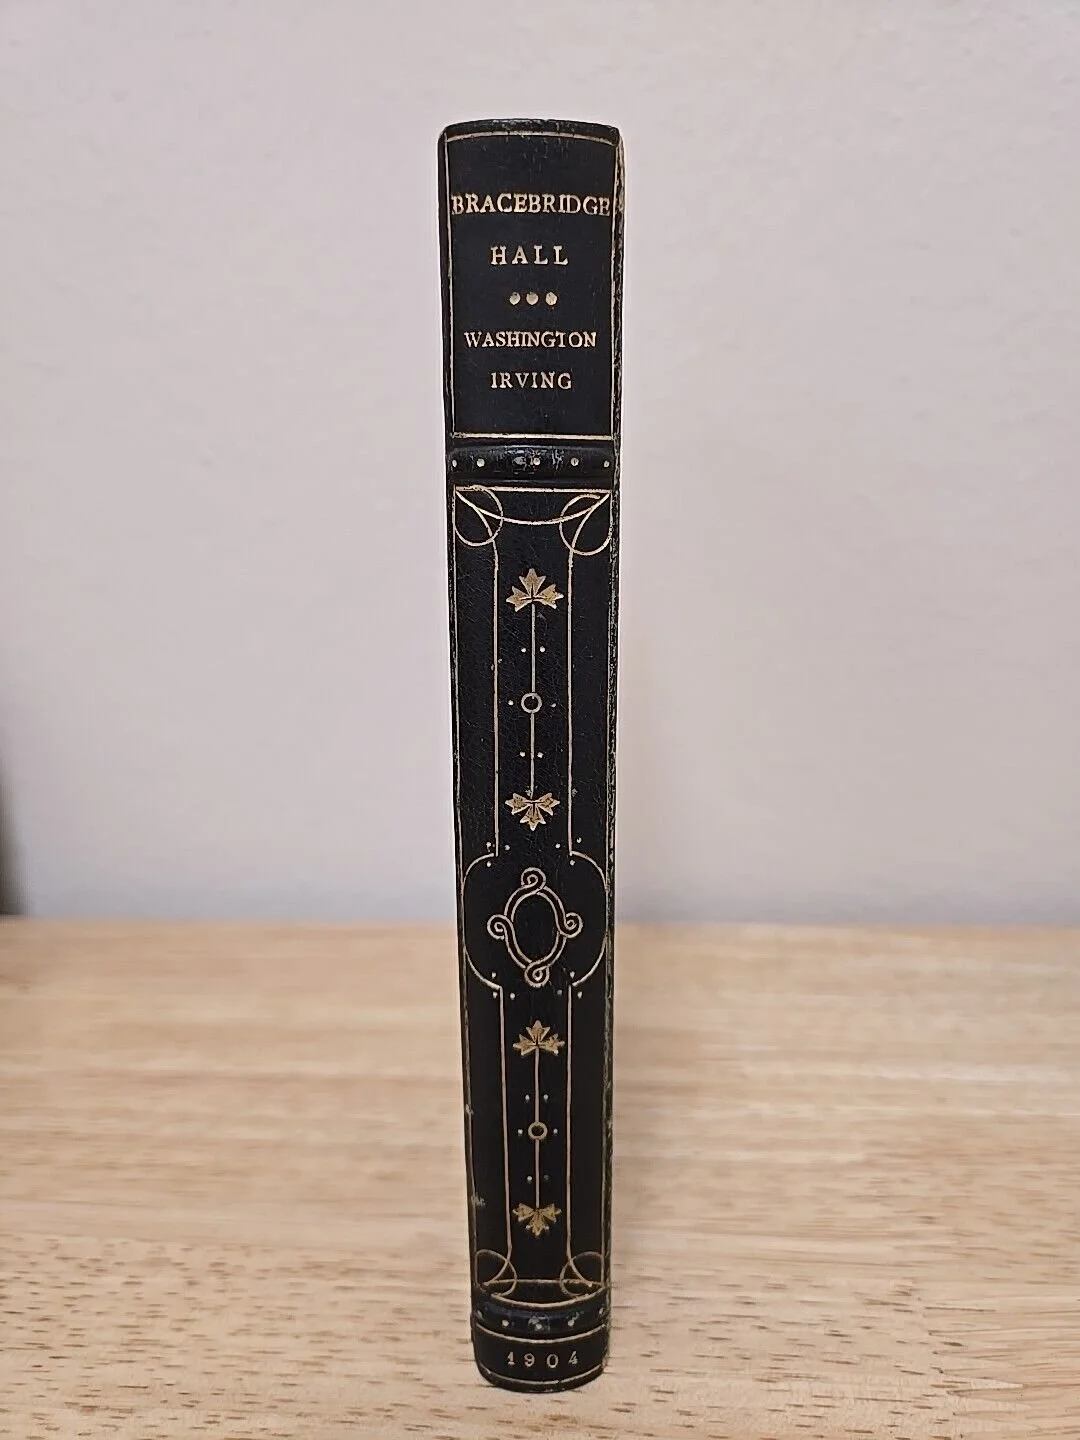 BRACEBRIDGE
HALL
WASHINGTON
IRVING
1904